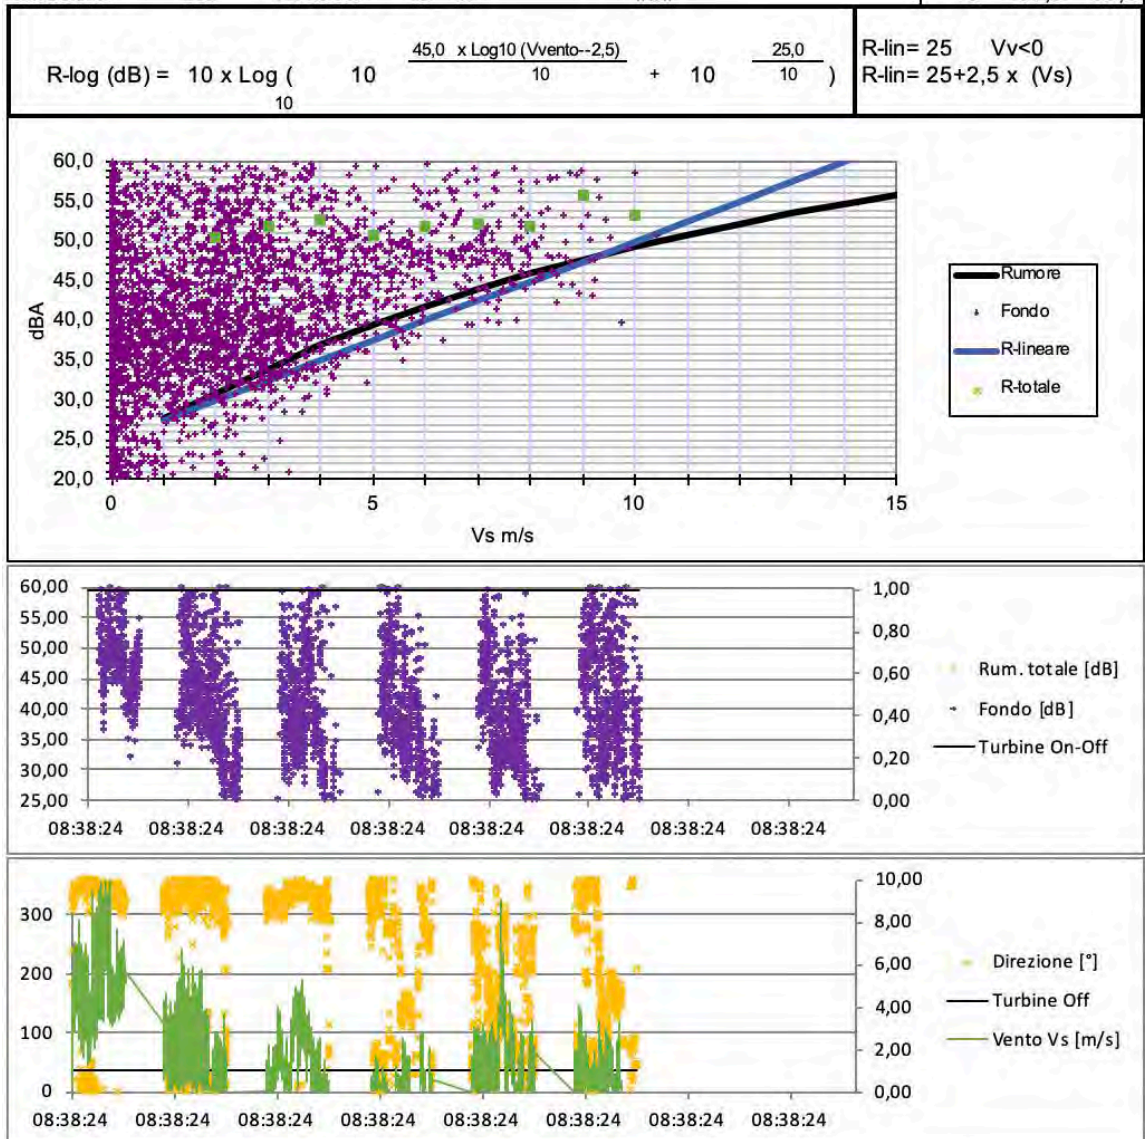 45,0 x Log10 (Vvento--2,5)
25,0
R-lin= 25 Vv<0
R-log (dB) = 10 x Log ( 10 10 + 10 10 )
R-lin= 25+2,5 x (Vs)
10
60,0
55,0
50,0
45,0
40,0
35,0
30,0
25,0
20,0
dBA
0 5 10 15
Vs m/s
Rumore
Fondo
R-lineare
R-totale
60,00
55,00
50,00
45,00
40,00
35,00
30,00
25,00
1,00
0,80
0,60
0,40
0,20
0,00
08:38:24 08:38:24 08:38:24 08:38:24 08:38:24 08:38:24 08:38:24 08:38:24
Rum. totale [dB]
Fondo [dB]
Turbine On-Off
300
200
100
0
10,00
8,00
6,00
4,00
2,00
0,00
08:38:24 08:38:24 08:38:24 08:38:24 08:38:24 08:38:24 08:38:24 08:38:24
Direzione [°]
Turbine Off
Vento Vs [m/s]